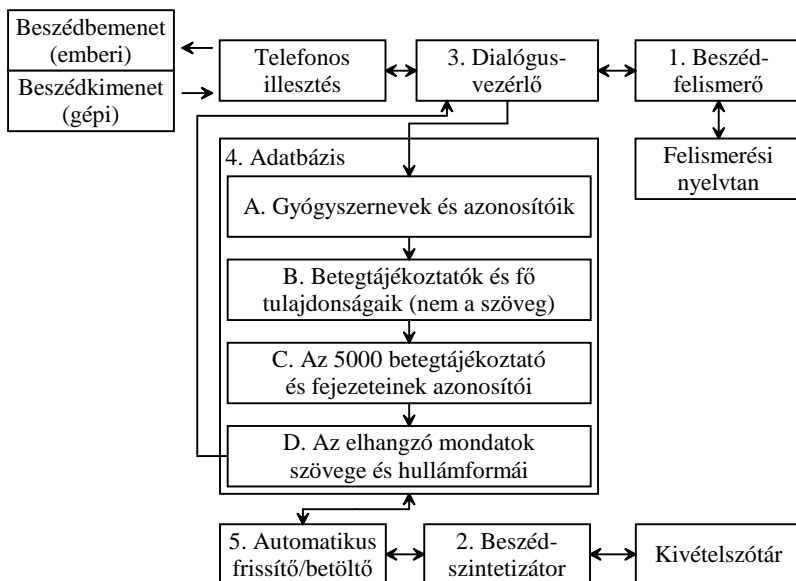 Beszédbemenet
(emberi)
Beszédkimenet
(gépi)
Telefonos
illesztés
3. Dialógus-
vezérlő
1. Beszéd-
felismerő
Felismerési
nyelvtan
4. Adatbázis
A. Gyógyszernevek és azonosítóik
B. Betegtájékoztatók és fő
tulajdonságaik (nem a szöveg)
C. Az 5000 betegtájékoztató
és fejezeteinek azonosítói
D. Az elhangzó mondatok
szövege és hullámformái
5. Automatikus
frissítő/betöltő
2. Beszéd-
szintetizátor
Kivételszótár